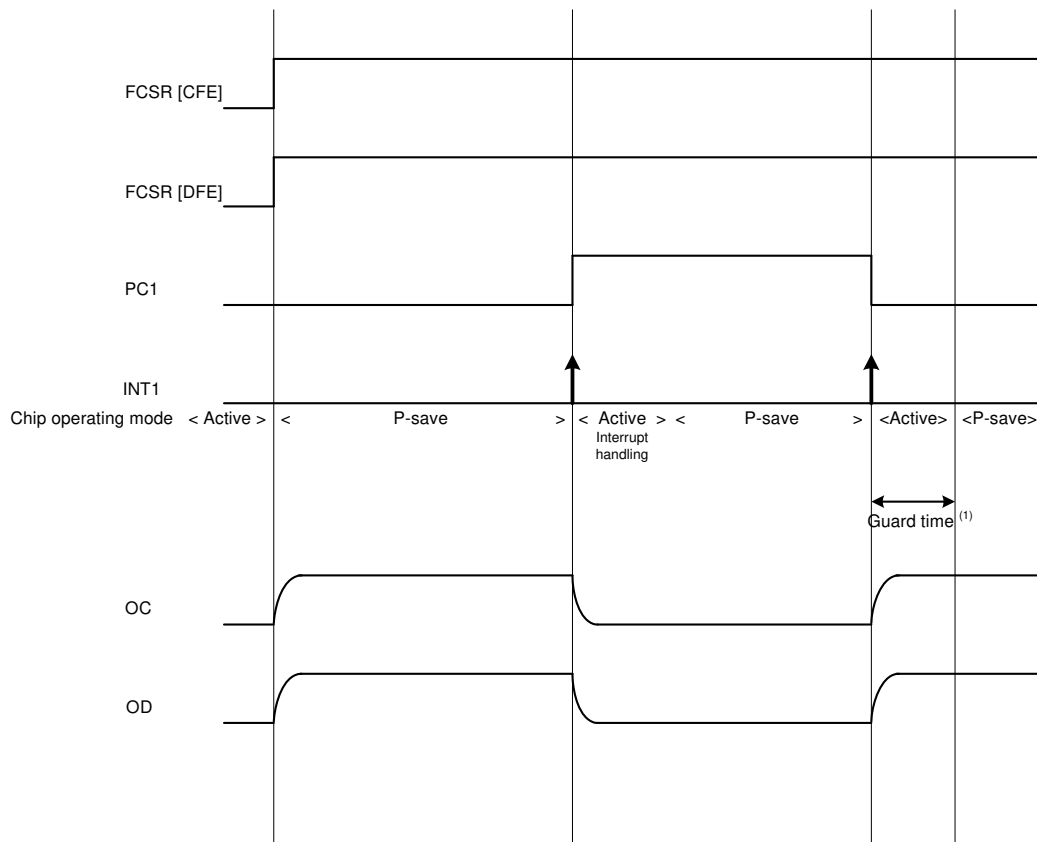 FCSR [CFE]
FCSR [DFE]
PC1
INT1
Chip operating mode < Active > < P-save > < Active > < P-save > <Active> <P-save>
Interrupt
handling
Guard time (1)
OC
OD